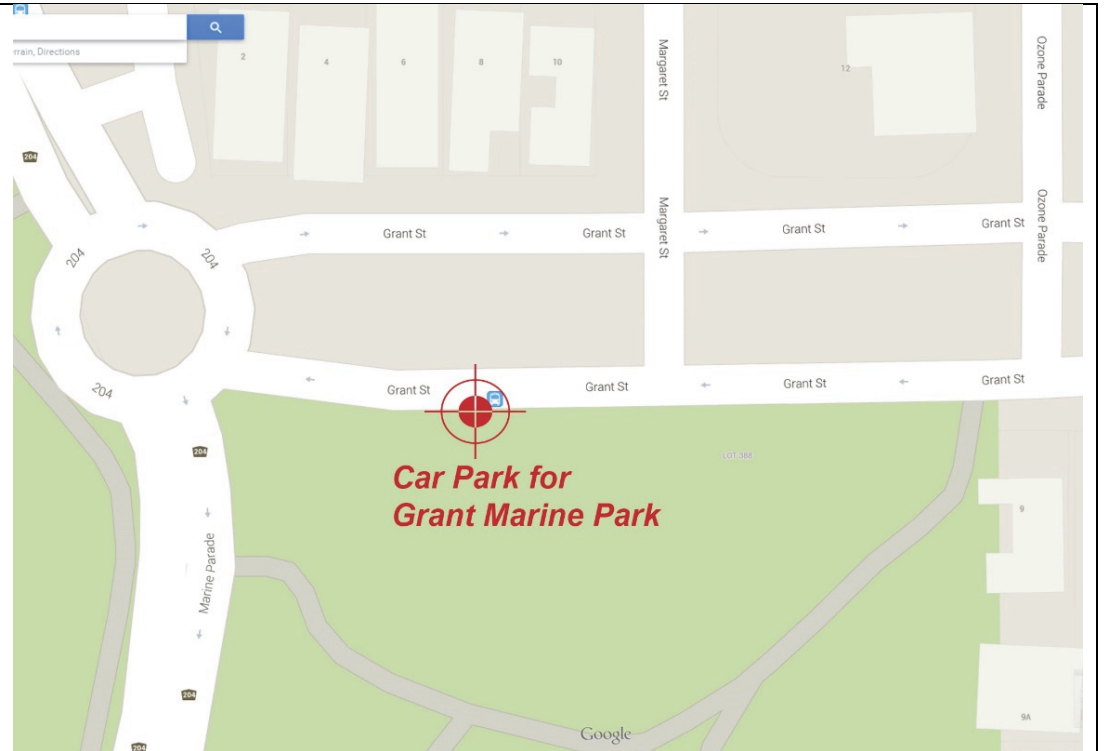 rrain, Directions
2
4
6
8
10
Margaret St
12
Ozone Parade
204
204
204
Grant St
Grant St
Margaret St
Grant St
Grant St
Ozone Parade
204
Grant St
Grant St
Grant St
Grant St
204
Car Park for
Grant Marine Park
LOT 388
9
Marine Parade
204
Google
9A
204